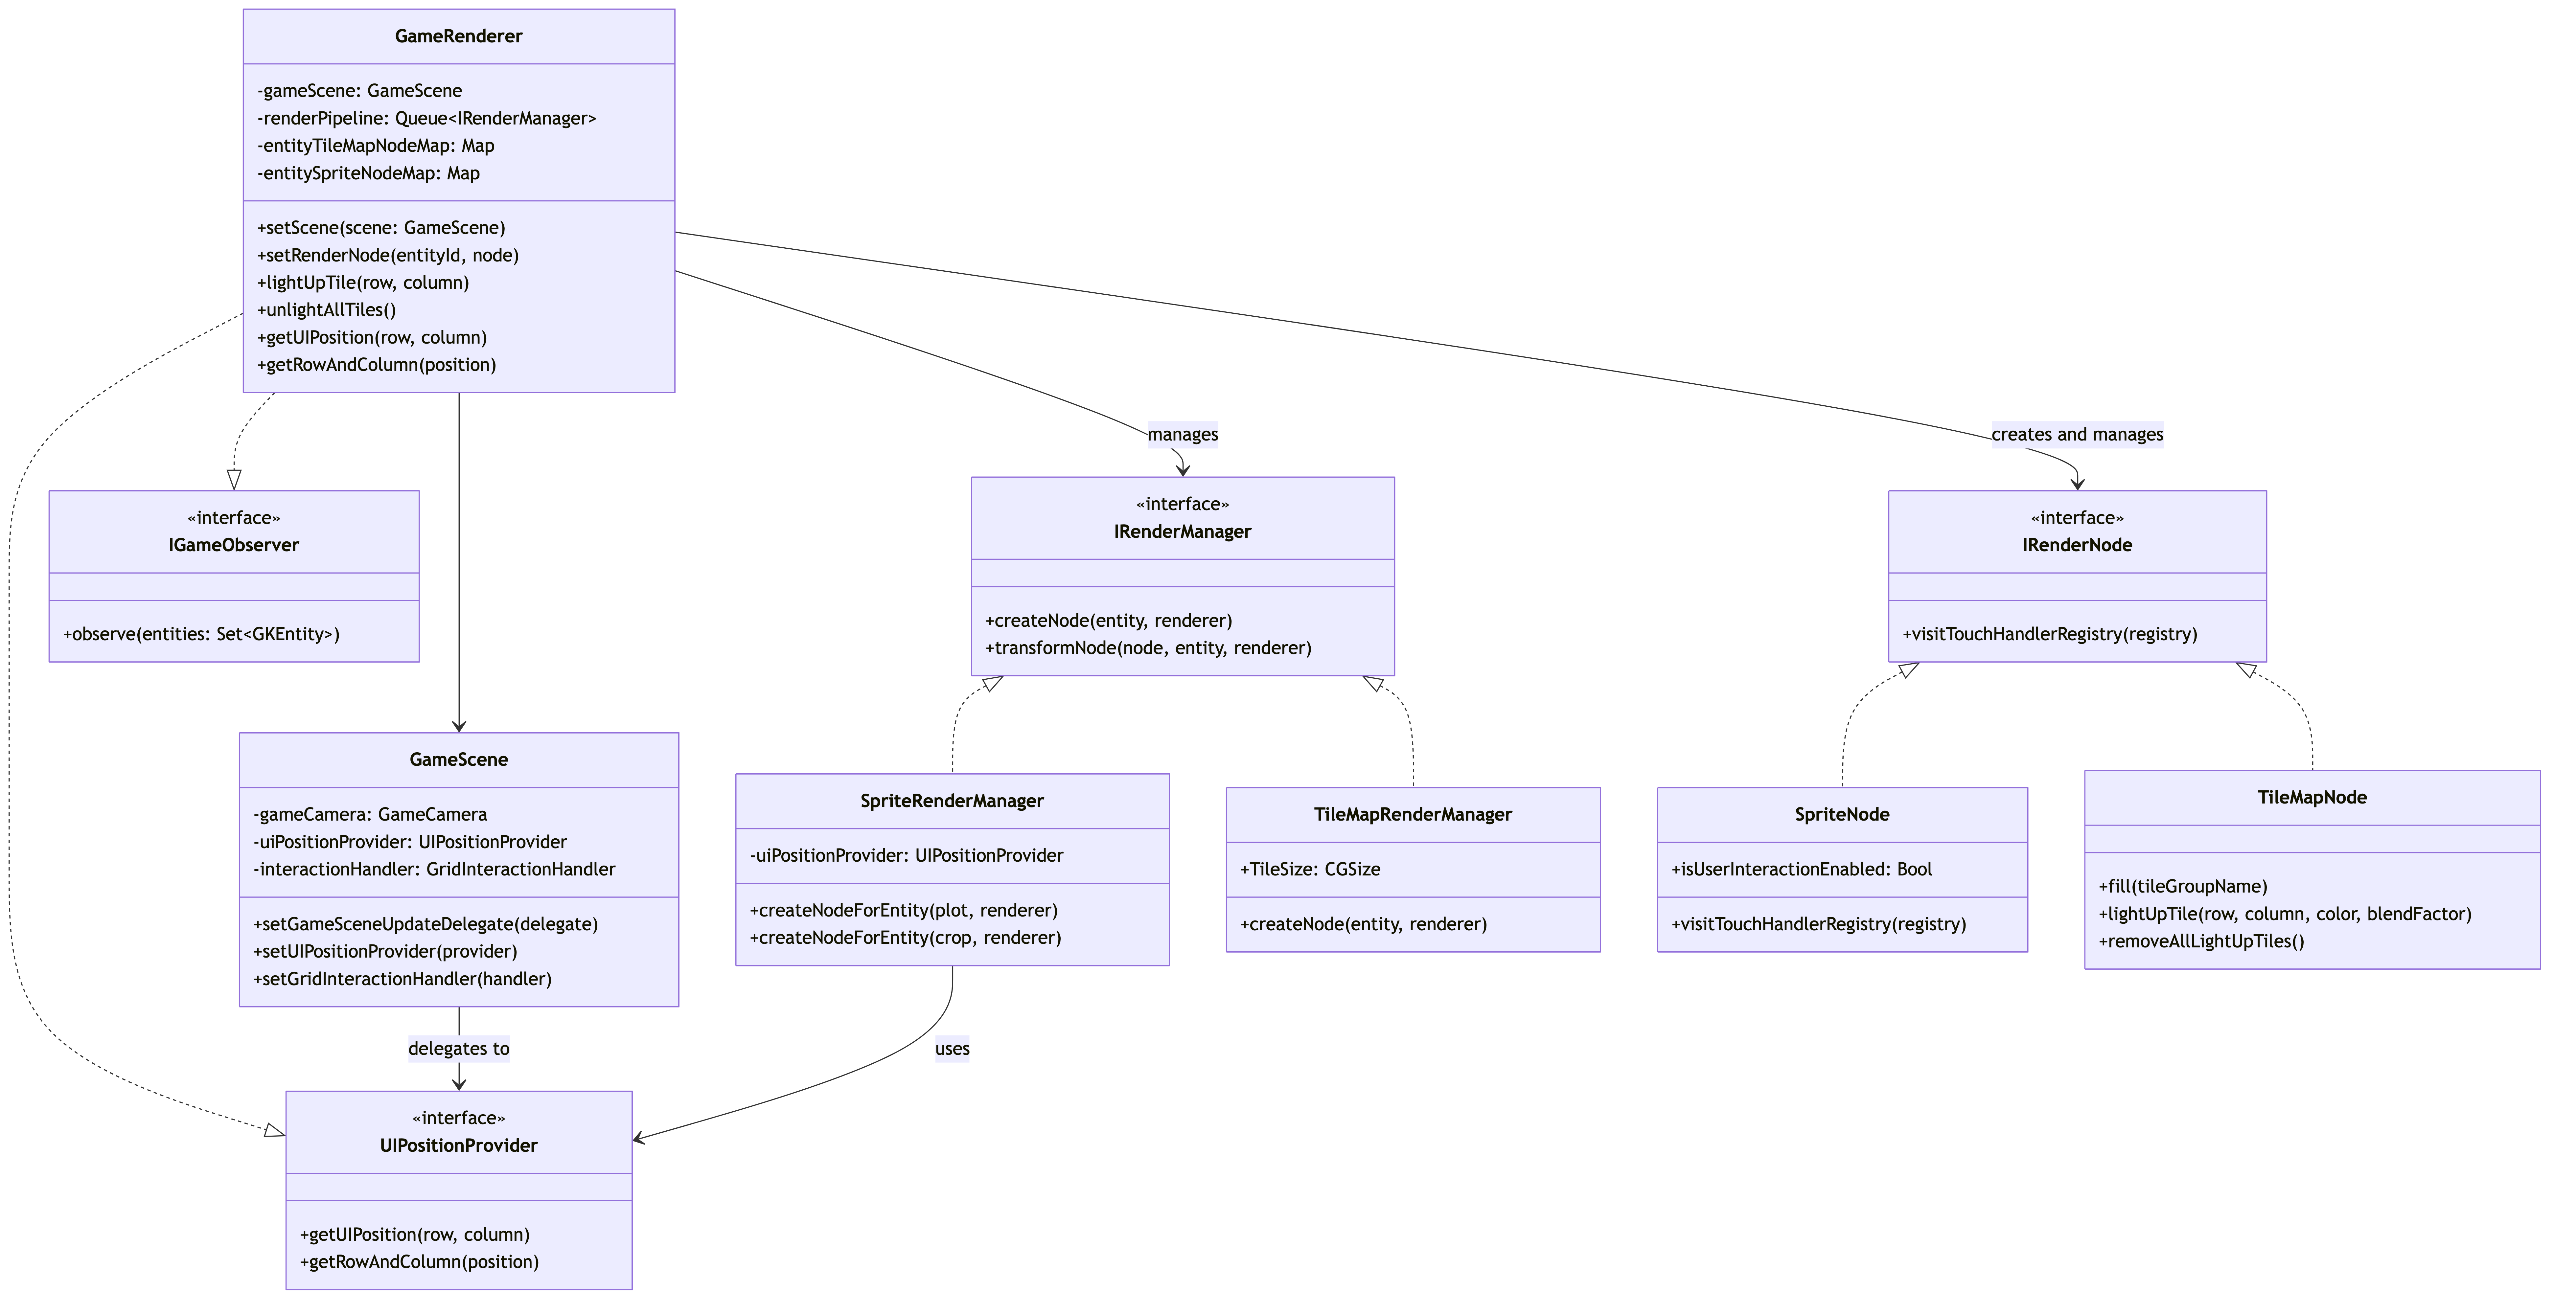 GameRenderer
-gameScene: GameScene
-renderPipeline: Queue<IRenderManager>
-entityTileMapNodeMap: Map
-entitySpriteNodeMap: Map
+setScene(scene: GameScene)
+setRenderNode(entityId, node)
+lightUpTile(row, column)
+unlightAllTiles()
+getUIPosition(row, column)
+getRowAndColumn(position)
manages
creates and manages
«interface»
IGameObserver
+observe(entities: Set<GKEntity>)
«interface»
IRenderManager
+createNode(entity, renderer)
+transformNode(node, entity, renderer)
«interface»
IRenderNode
+visitTouchHandlerRegistry(registry)
GameScene
-gameCamera: GameCamera
-uiPositionProvider: UIPositionProvider
-interactionHandler: GridInteractionHandler
+setGameSceneUpdateDelegate(delegate)
+setUIPositionProvider(provider)
+setGridInteractionHandler(handler)
SpriteRenderManager
-uiPositionProvider: UIPositionProvider
+createNodeForEntity(plot, renderer)
+createNodeForEntity(crop, renderer)
TileMapRenderManager
+TileSize: CGSize
+createNode(entity, renderer)
SpriteNode
+isUserInteractionEnabled: Bool
+visitTouchHandlerRegistry(registry)
TileMapNode
+fill(tileGroupName)
+lightUpTile(row, column, color, blendFactor)
+removeAllLightUpTiles()
delegates to
uses
«interface»
UIPositionProvider
+getUIPosition(row, column)
+getRowAndColumn(position)